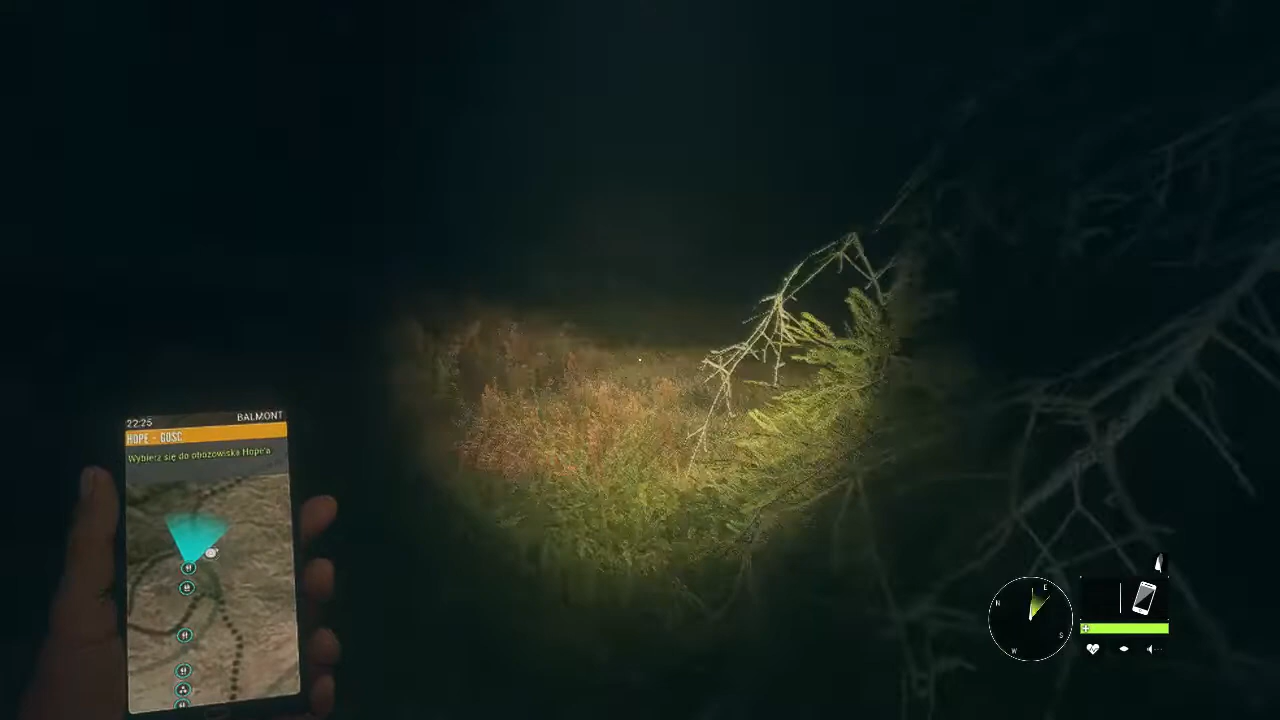 22:25 BALMONT
HOPE - GOŚĆ
Wybierz się do obozowiska Hope'a
N E
W S